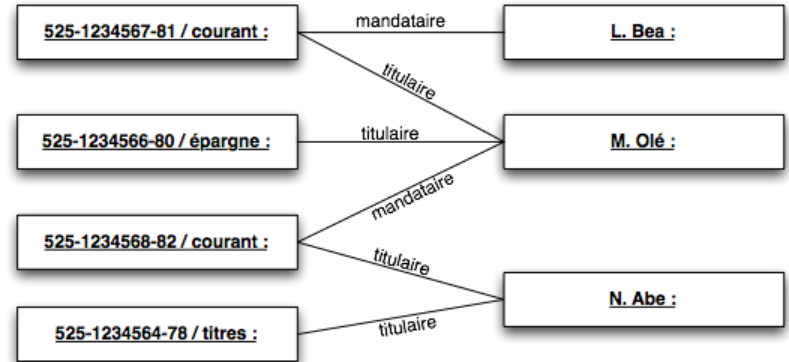 525-1234567-81 / courant :
mandataire
L. Bea :
titulaire
525-1234566-80 / épargne :
titulaire
M. Olé :
mandataire
525-1234568-82 / courant :
titulaire
N. Abe :
525-1234564-78 / titres :
titulaire